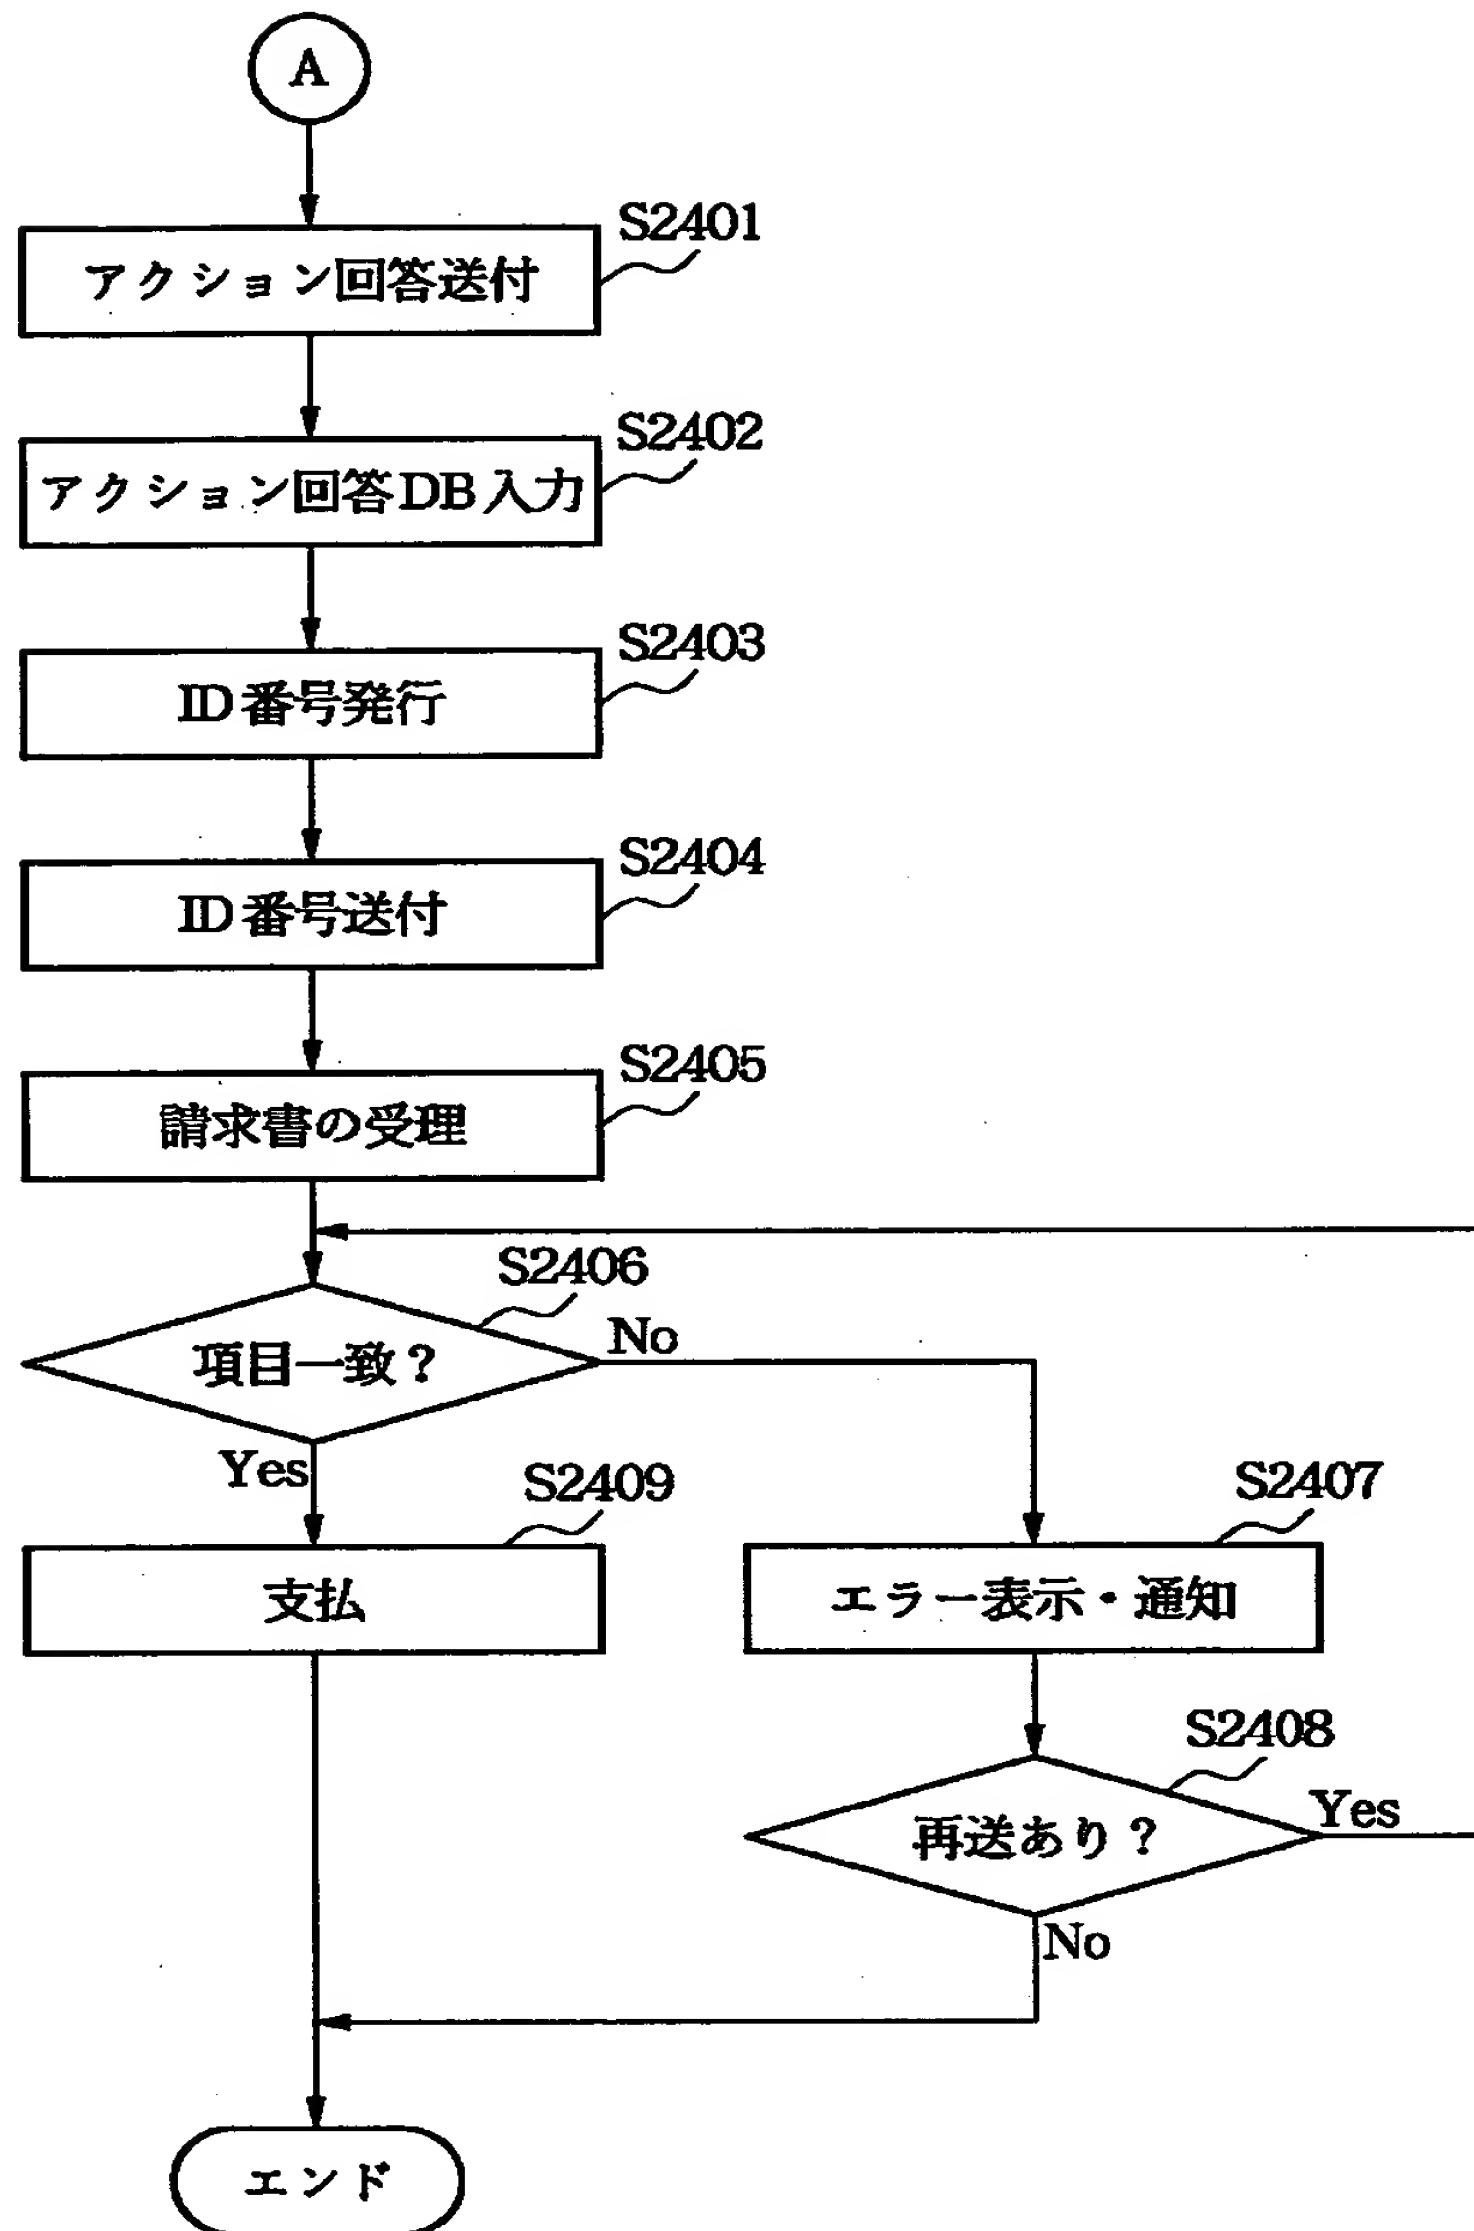 A
S2401
アクション回答送付
S2402
アクション回答DB入力
S2403
ID番号発行
S2404
ID番号送付
S2405
請求書の受理
S2406
項目一致?
No
Yes
S2409
支払
S2407
エラー表示・通知
S2408
再送あり?
Yes
No
エンド